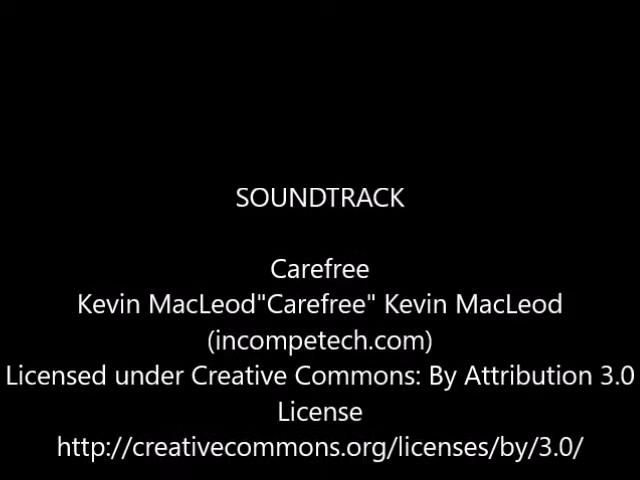 SOUNDTRACK
Carefree
Kevin MacLeod"Carefree" Kevin MacLeod
(incompetech.com)
Licensed under Creative Commons: By Attribution 3.0
License
http://creativecommons.org/licenses/by/3.0/